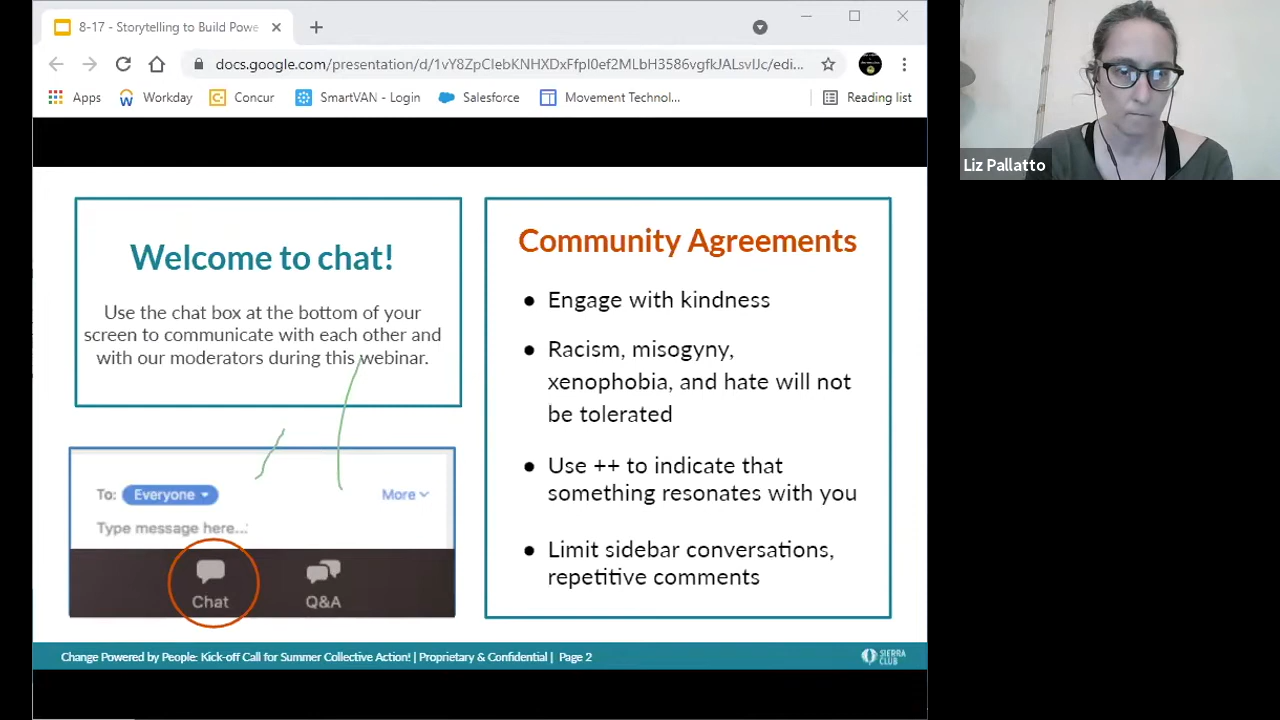 8-17 - Storytelling to Build Powe
docs.google.com/presentation/d/1vY8ZpCIebKNHXDxFfpI0ef2MLbH3586vgfkJALsvIJc/edi...
Apps Workday Concur SmartVAN - Login Salesforce Movement Technol... Reading list
Liz Pallatto
Welcome to chat!
Use the chat box at the bottom of your
screen to communicate with each other and
with our moderators during this webinar.
To: Everyone More
Type message here...
Chat Q&A
Community Agreements
Engage with kindness
Racism, misogyny,
xenophobia, and hate will not
be tolerated
Use ++ to indicate that
something resonates with you
Limit sidebar conversations,
repetitive comments
Change Powered by People: Kick-off Call for Summer Collective Action! | Proprietary & Confidential | Page 2
SIERRA
CLUB